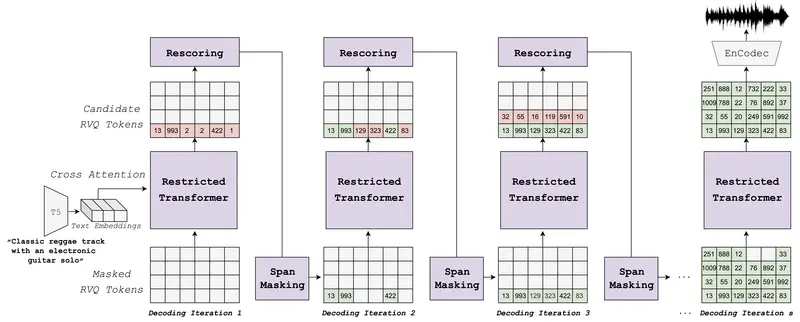 Rescoring
Rescoring
Rescoring
EnCodec
Candidate
RVQ Tokens
13 993 2 2 422 1
13 993 129 323 422 83
32 55 16 119 591 10
13 993 129 323 422 83
251 888 12 732 222 33
1009 788 22 76 892 37
32 55 20 249 591 992
13 993 129 323 422 83
Cross Attention
T5
Text Embeddings
"Classic reggae track
with an electronic
guitar solo"
Restricted
Transformer
Restricted
Transformer
Restricted
Transformer
Restricted
Transformer
Masked
RVQ Tokens
Span
Masking
13 993 422
Span
Masking
13 993 129 323 422 83
Span
Masking
...
251 888 12 33
1009 788 22 76 892 37
32 55 20 249 591 992
13 993 129 323 422 83
Decoding Iteration 1
Decoding Iteration 2
Decoding Iteration 3
... Decoding Iteration s